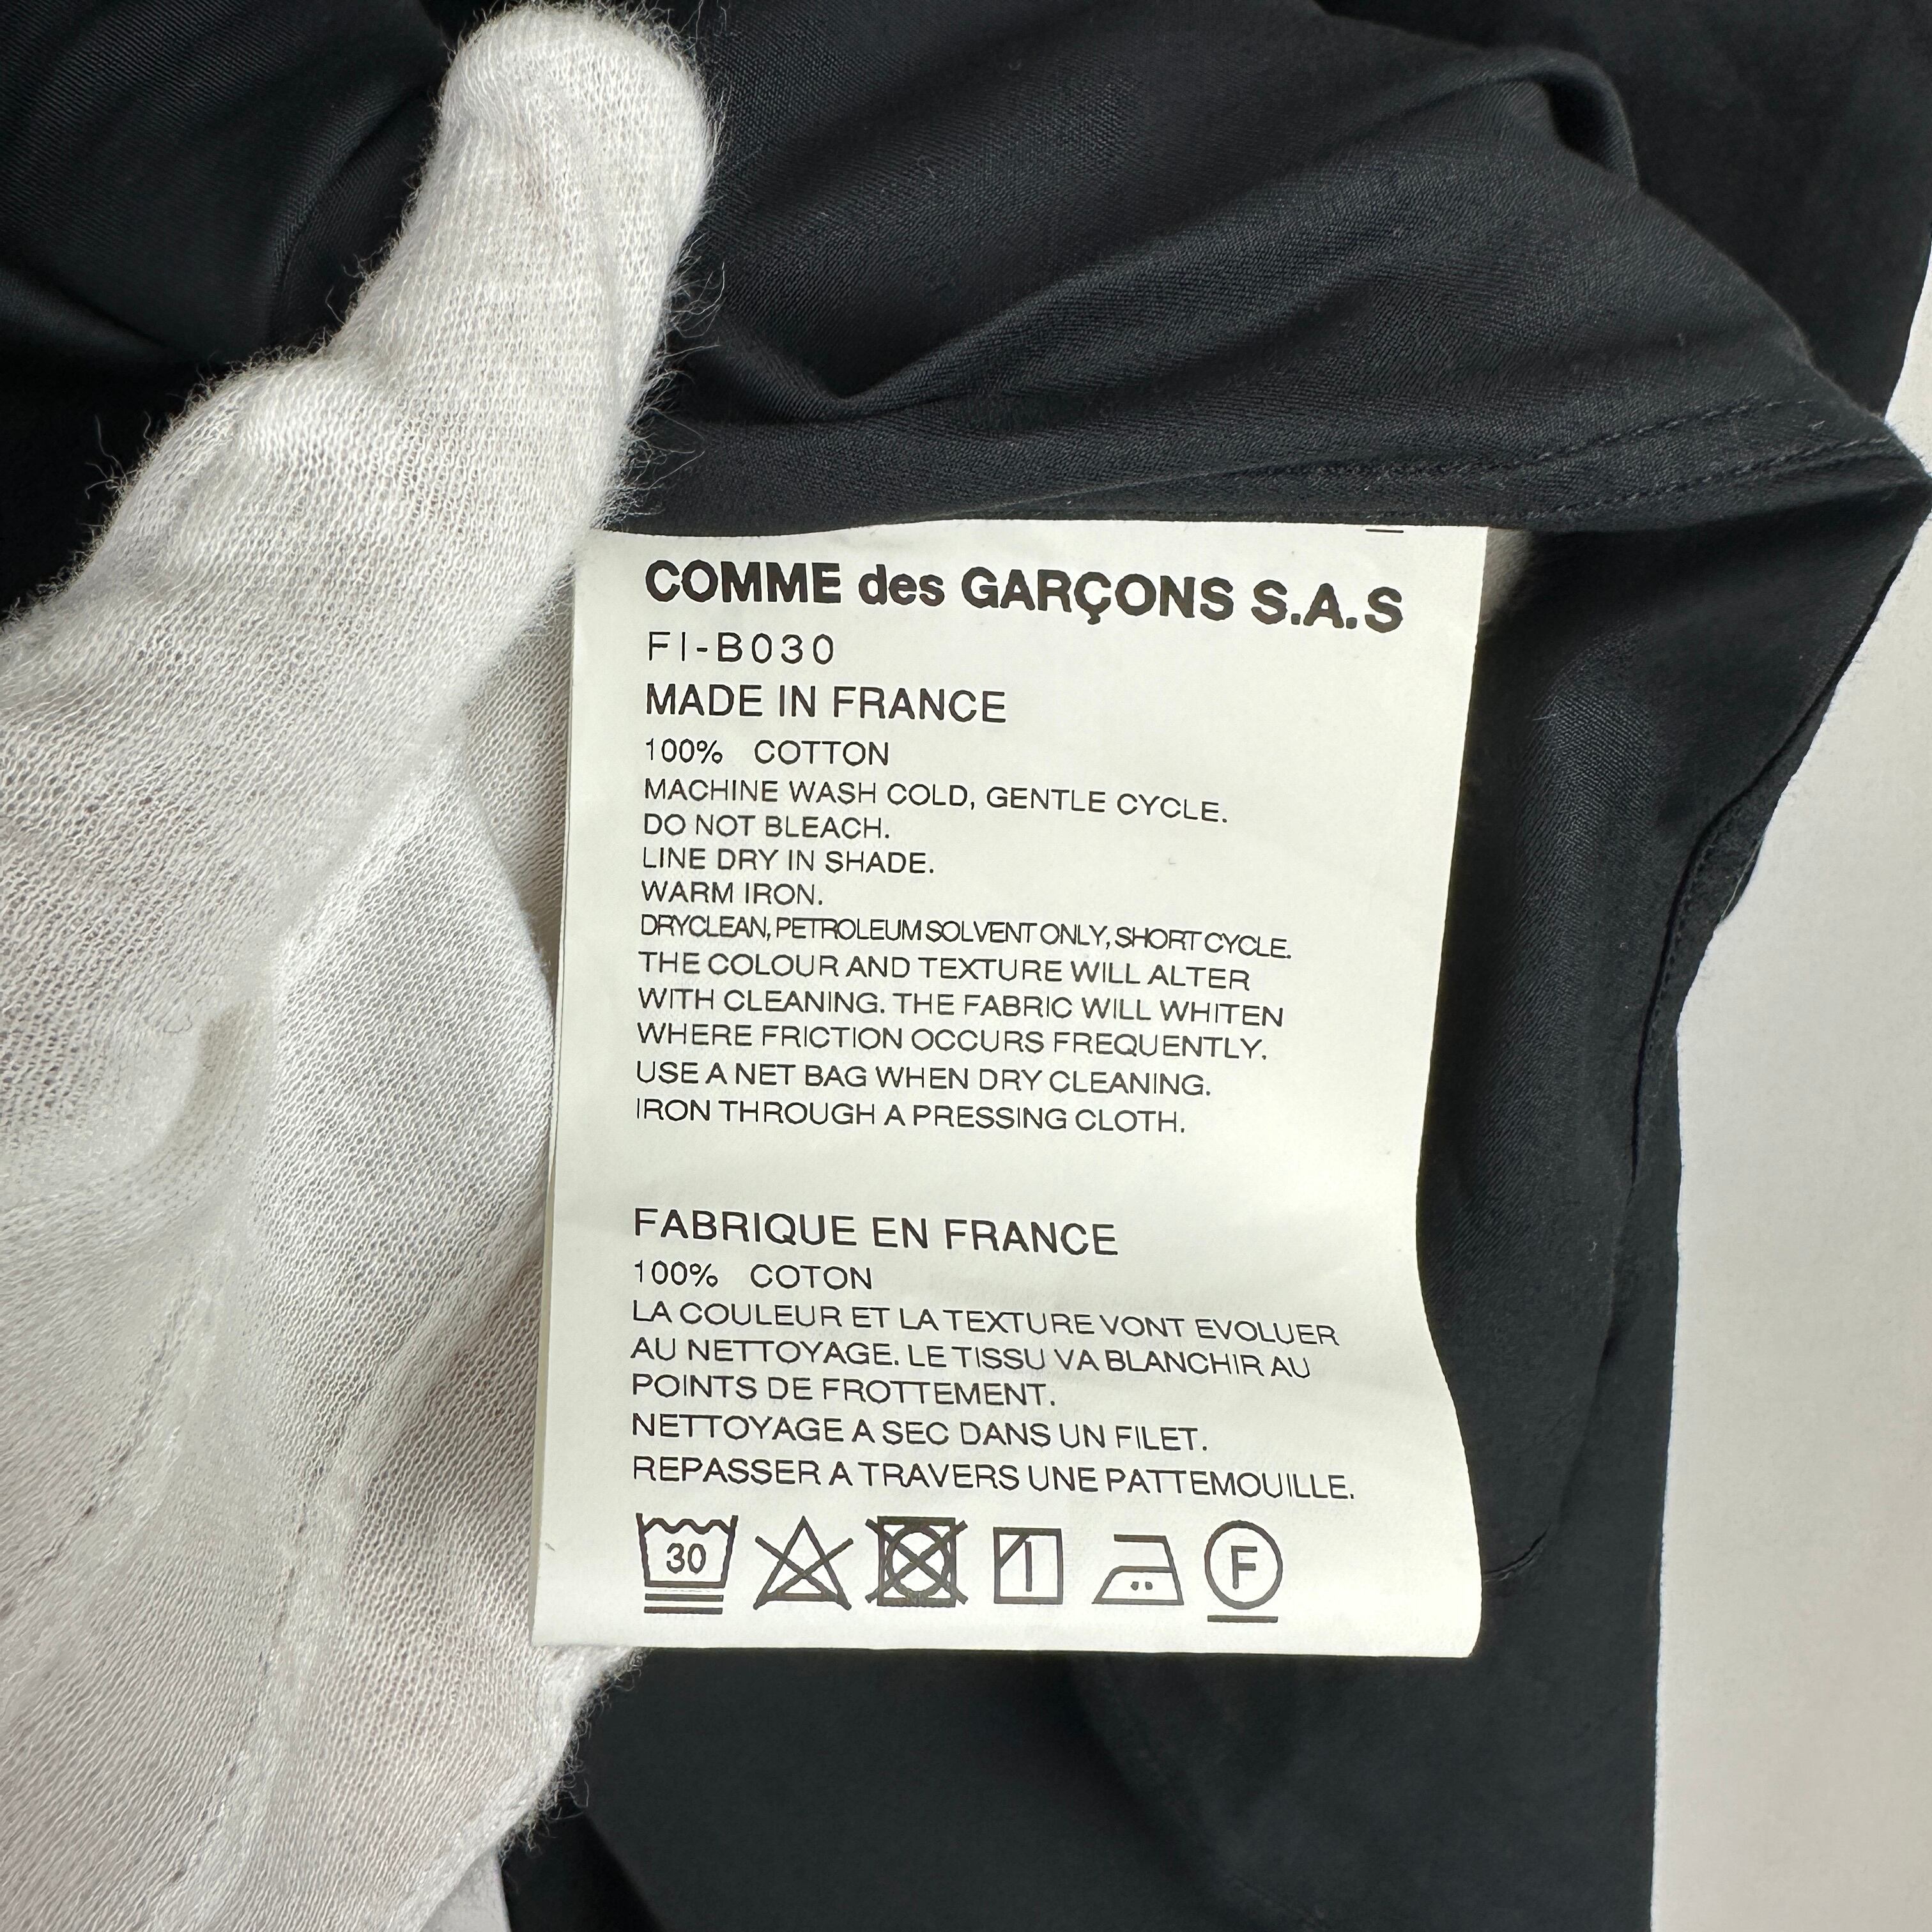 COMME des GARÇONS S.A.S
FI-B030
MADE IN FRANCE
100% COTTON
MACHINE WASH COLD, GENTLE CYCLE.
DO NOT BLEACH.
LINE DRY IN SHADE.
WARM IRON.
DRYCLEAN, PETROLEUM SOLVENT ONLY, SHORT CYCLE.
THE COLOUR AND TEXTURE WILL ALTER
WITH CLEANING. THE FABRIC WILL WHITEN
WHERE FRICTION OCCURS FREQUENTLY.
USE A NET BAG WHEN DRY CLEANING.
IRON THROUGH A PRESSING CLOTH.
FABRIQUE EN FRANCE
100% COTON
LA COULEUR ET LA TEXTURE VONT EVOLUER
AU NETTOYAGE. LE TISSU VA BLANCHIR AU
POINTS DE FROTTEMENT.
NETTOYAGE A SEC DANS UN FILET.
REPASSER A TRAVERS UNE PATTEMOUILLE.
30 F